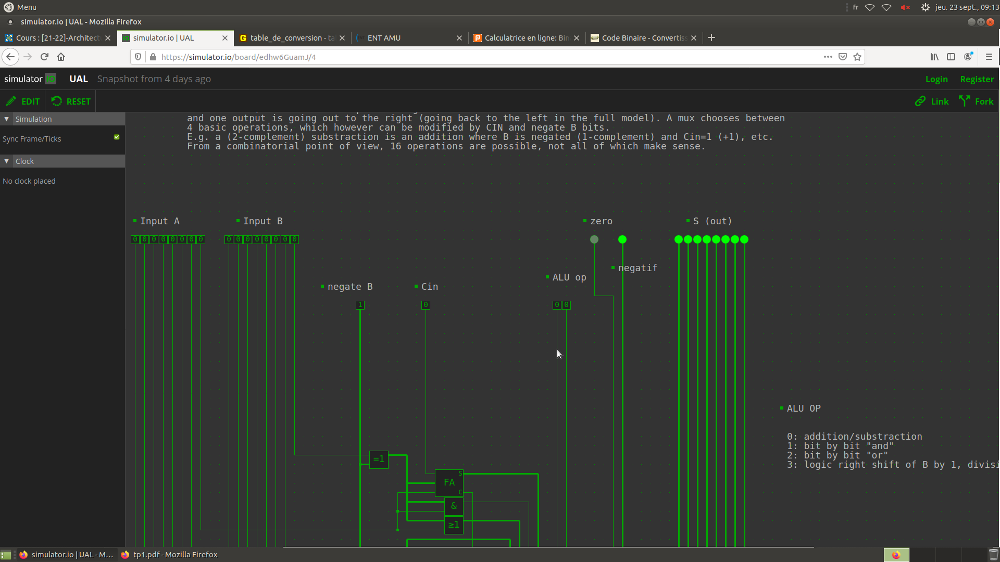 Menu
fr
jeu. 23 sept., 09:13
simulator.io | UAL - Mozilla Firefox
Cours : [21-22]-Architect
simulator.io | UAL
table_de_conversion - ta
ENT AMU
Calculatrice en ligne: Bin
Code Binaire - Convertiss
https://simulator.io/board/edhw6GuamJ/4
simulator IO UAL Snapshot from 4 days ago
Login Register
EDIT RESET
Link Fork
Simulation
Sync Frame/Ticks
Clock
No clock placed
and one output is going out to the right (going back to the left in the full model). A mux chooses between
4 basic operations, which however can be modified by CIN and negate B bits.
E.g. a (2-complement) substraction is an addition where B is negated (1-complement) and Cin=1 (+1), etc.
From a combinatorial point of view, 16 operations are possible, not all of which make sense.
Input A Input B zero S (out)
0 0 0 0 0 0 0 0 0 0 0 0 0 0 0 0
negatif
ALU op
negate B Cin
1 0 0 0
ALU OP
0: addition/substraction
1: bit by bit "and"
2: bit by bit "or"
3: logic right shift of B by 1, divisi
=1
S
FA
C
&
≥1
simulator.io | UAL - M...
tp1.pdf - Mozilla Firefox